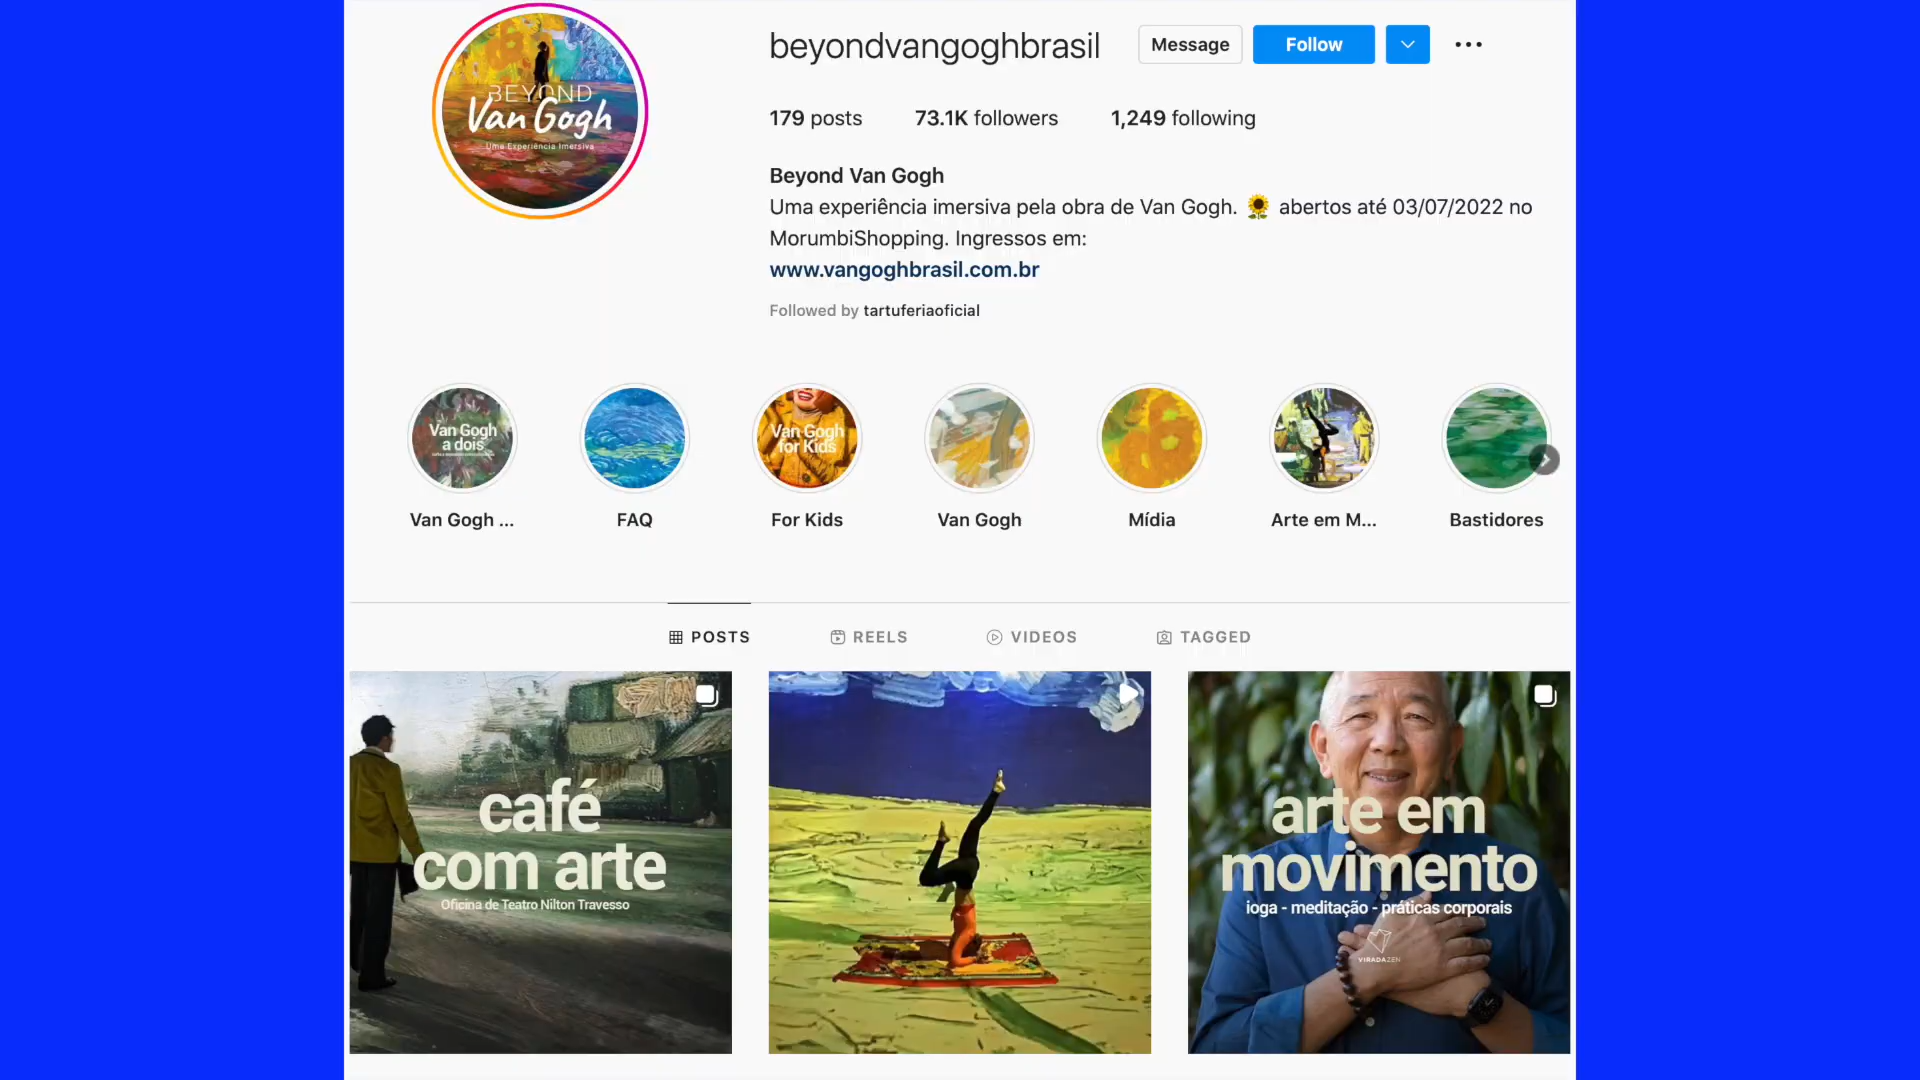 beyondvangoghbrasil
Message
Follow
179 posts
73.1K followers
1,249 following
BEYOND
Van Gogh
Uma Experiência Imersiva
Beyond Van Gogh
Uma experiência imersiva pela obra de Van Gogh. 🌻 abertos até 03/07/2022 no
MorumbiShopping. Ingressos em:
www.vangoghbrasil.com.br
Followed by tartuferiaoficial
Van Gogh
a dois
Van Gogh
for Kids
Van Gogh ...
FAQ
For Kids
Van Gogh
Mídia
Arte em M...
Bastidores
POSTS
REELS
VIDEOS
TAGGED
café
com arte
Oficina de Teatro Nilton Travesso
arte em
movimento
ioga - meditação - práticas corporais
VIRADAZEN